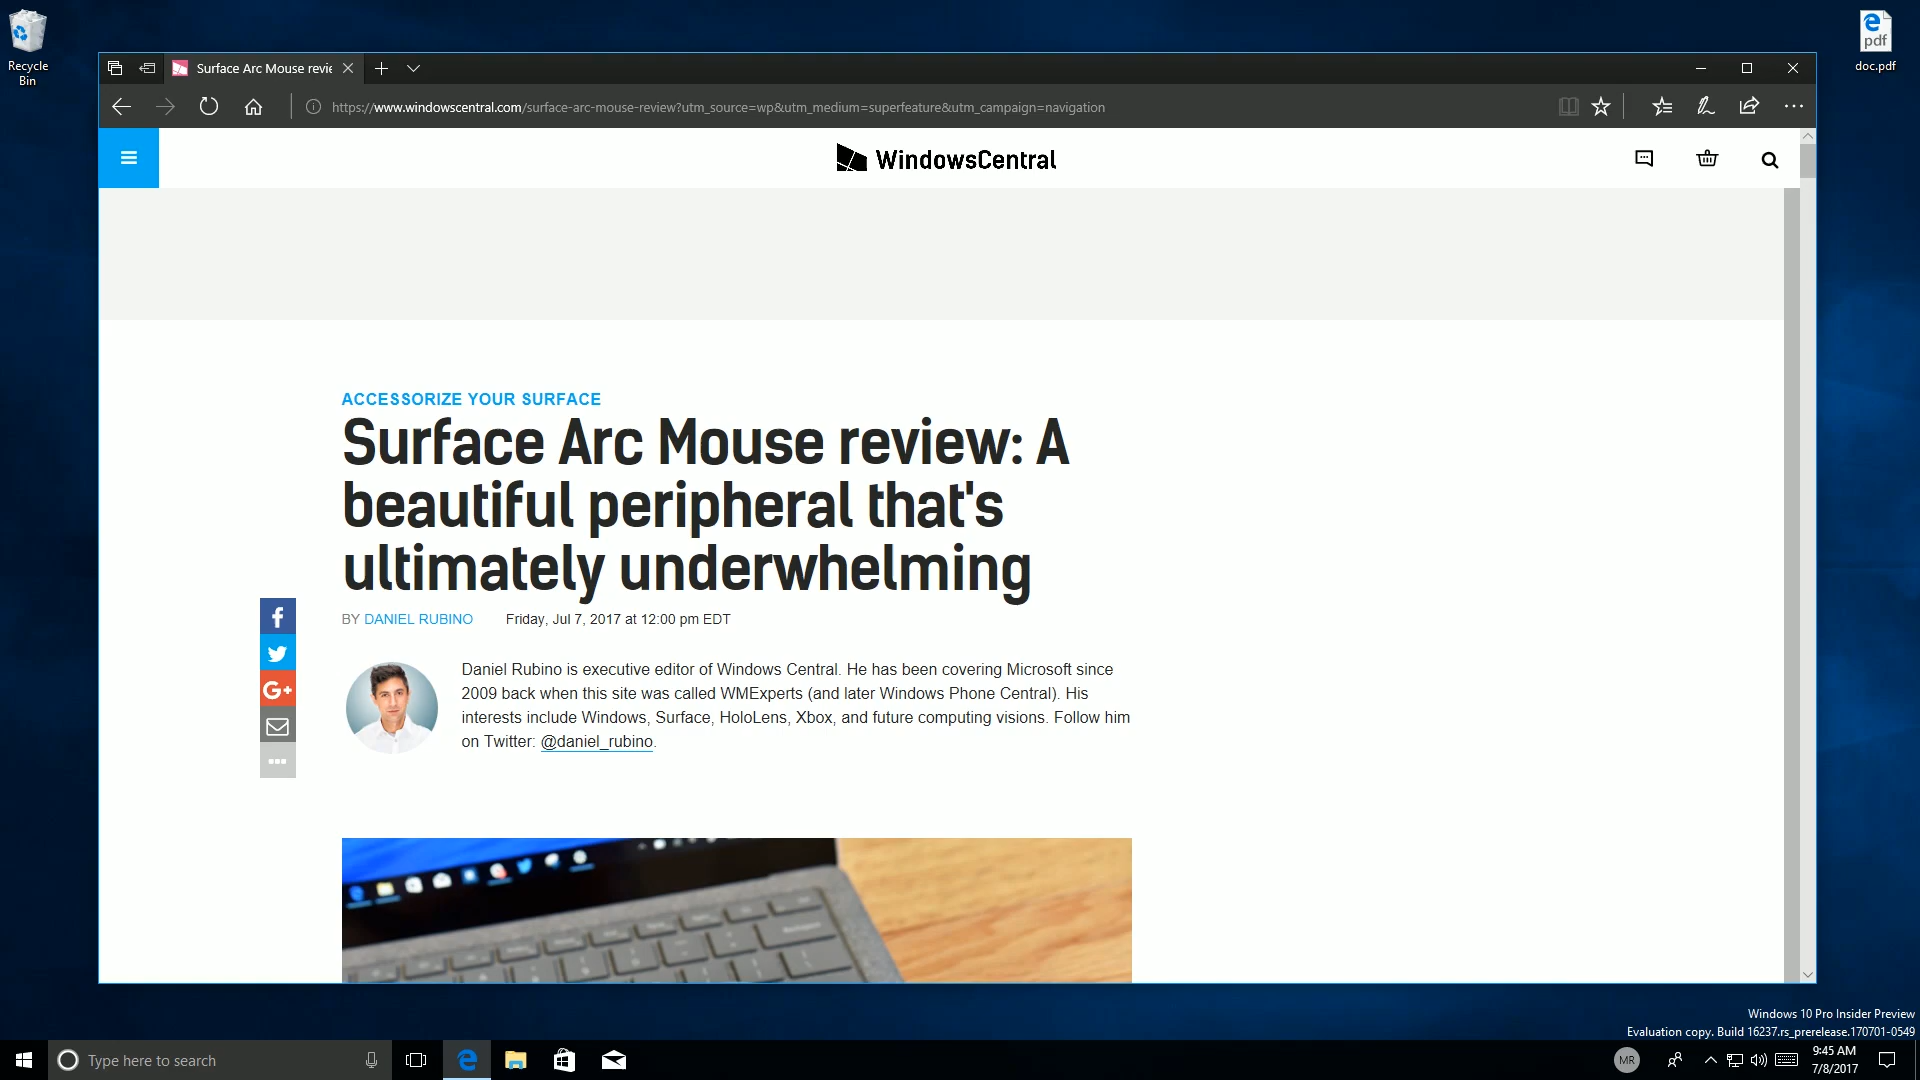 Recycle
Bin
pdf
doc.pdf
Surface Arc Mouse revie
https://www.windowscentral.com/surface-arc-mouse-review?utm_source=wp&utm_medium=superfeature&utm_campaign=navigation
WindowsCentral
ACCESSORIZE YOUR SURFACE
Surface Arc Mouse review: A
beautiful peripheral that's
ultimately underwhelming
BY DANIEL RUBINO Friday, Jul 7, 2017 at 12:00 pm EDT
Daniel Rubino is executive editor of Windows Central. He has been covering Microsoft since
2009 back when this site was called WMExperts (and later Windows Phone Central). His
interests include Windows, Surface, HoloLens, Xbox, and future computing visions. Follow him
on Twitter: @daniel_rubino.
f
G+
Windows 10 Pro Insider Preview
Evaluation copy. Build 16237.rs_prerelease.170701-0549
Type here to search
MR
9:45 AM
7/8/2017